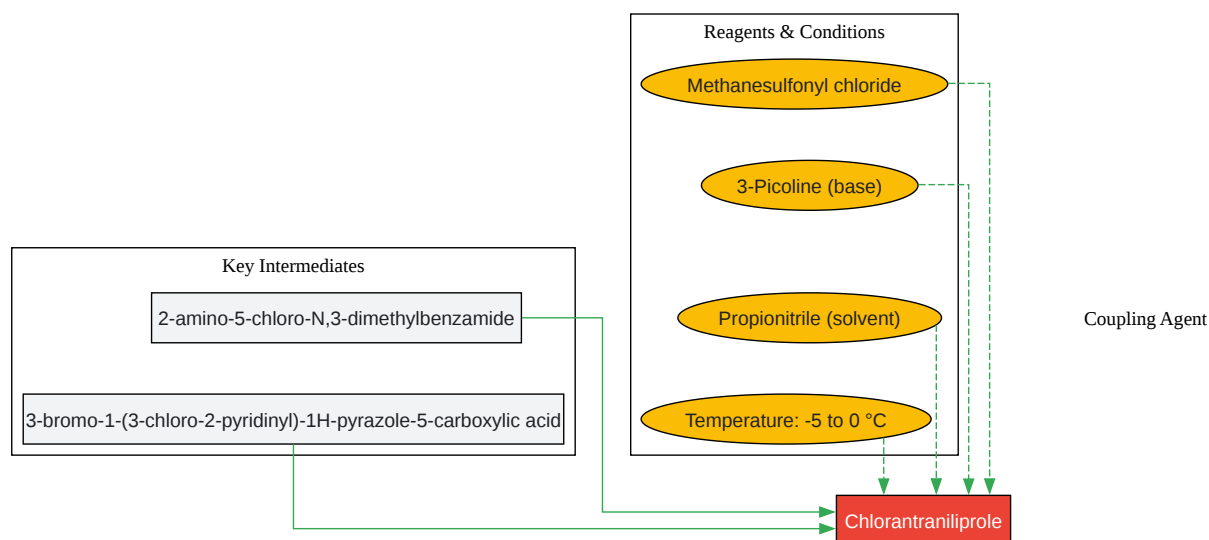 Reagents & Conditions
Methanesulfonyl chloride
3-Picoline (base)
Key Intermediates
2-amino-5-chloro-N,3-dimethylbenzamide
Propionitrile (solvent)
Coupling Agent
3-bromo-1-(3-chloro-2-pyridinyl)-1H-pyrazole-5-carboxylic acid
Temperature: -5 to 0 °C
Chlorantraniliprole